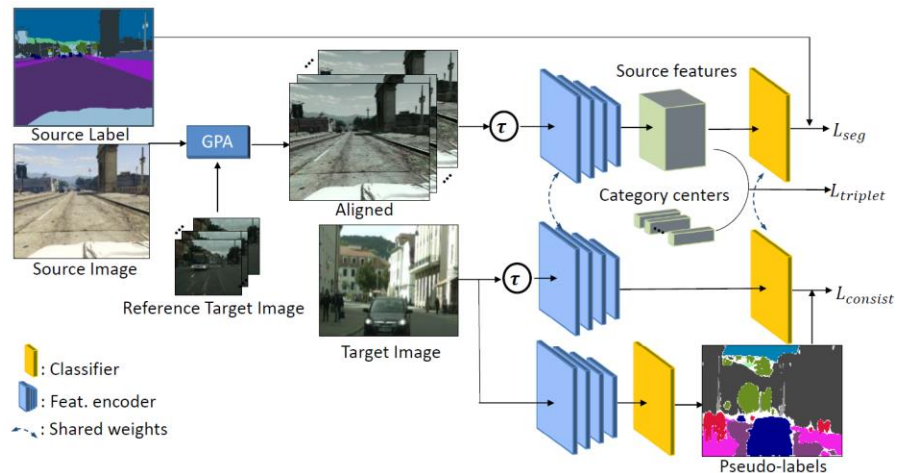 Source Label
GPA
Source Image
Reference Target Image
Aligned
Target Image
τ
Source features
Category centers
τ
L_seg
L_triplet
L_consist
Pseudo-labels
: Classifier
: Feat. encoder
: Shared weights